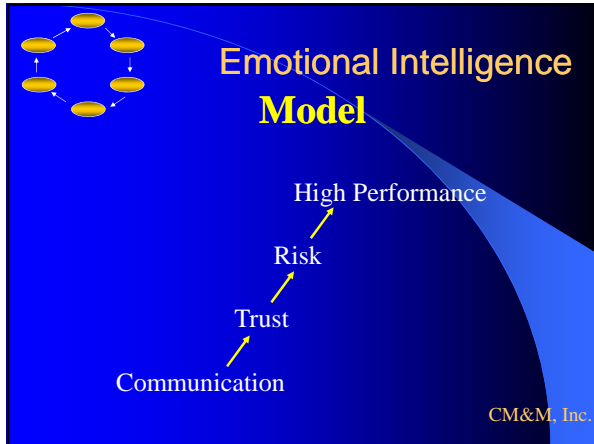 Emotional Intelligence
Model
High Performance
Risk
Trust
Communication
CM&M, Inc.